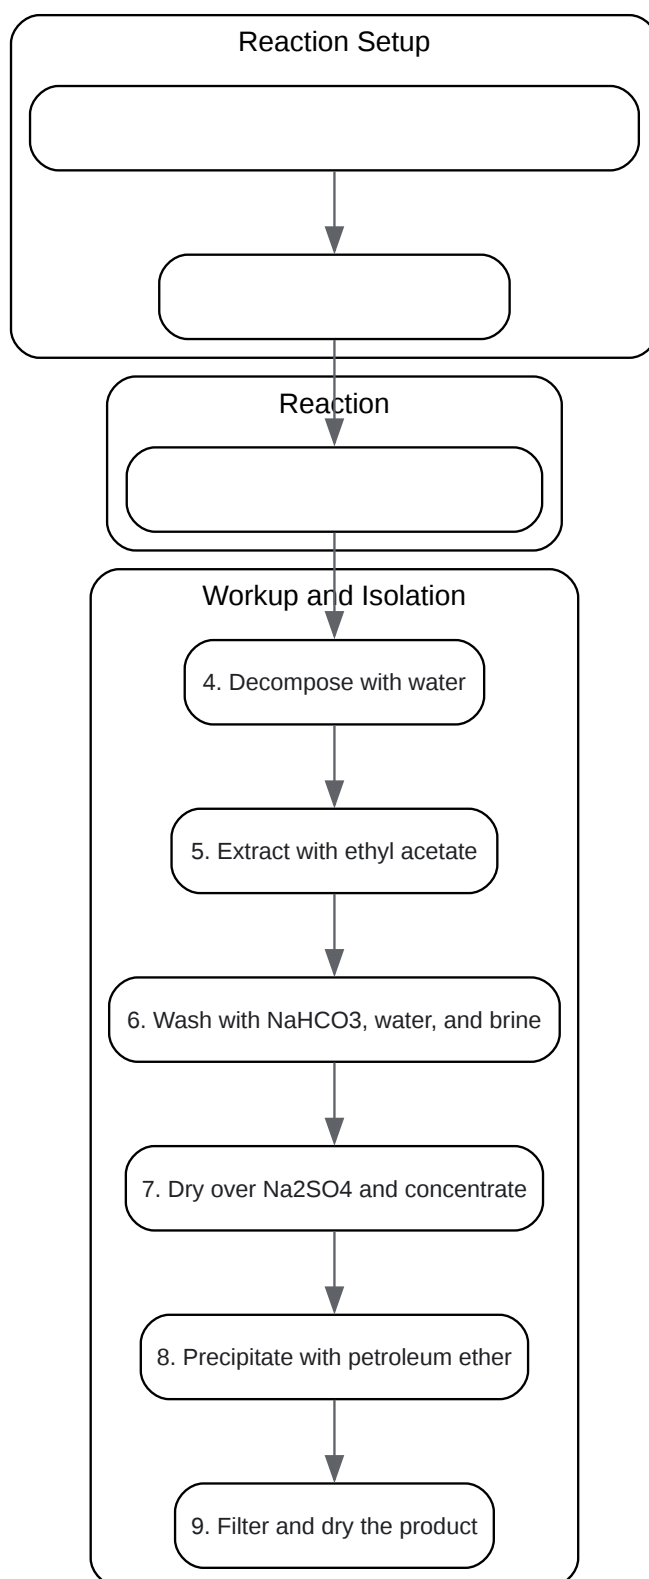 Reaction Setup
Reaction
Workup and Isolation
4. Decompose with water
5. Extract with ethyl acetate
6. Wash with NaHCO3, water, and brine
7. Dry over Na2SO4 and concentrate
8. Precipitate with petroleum ether
9. Filter and dry the product